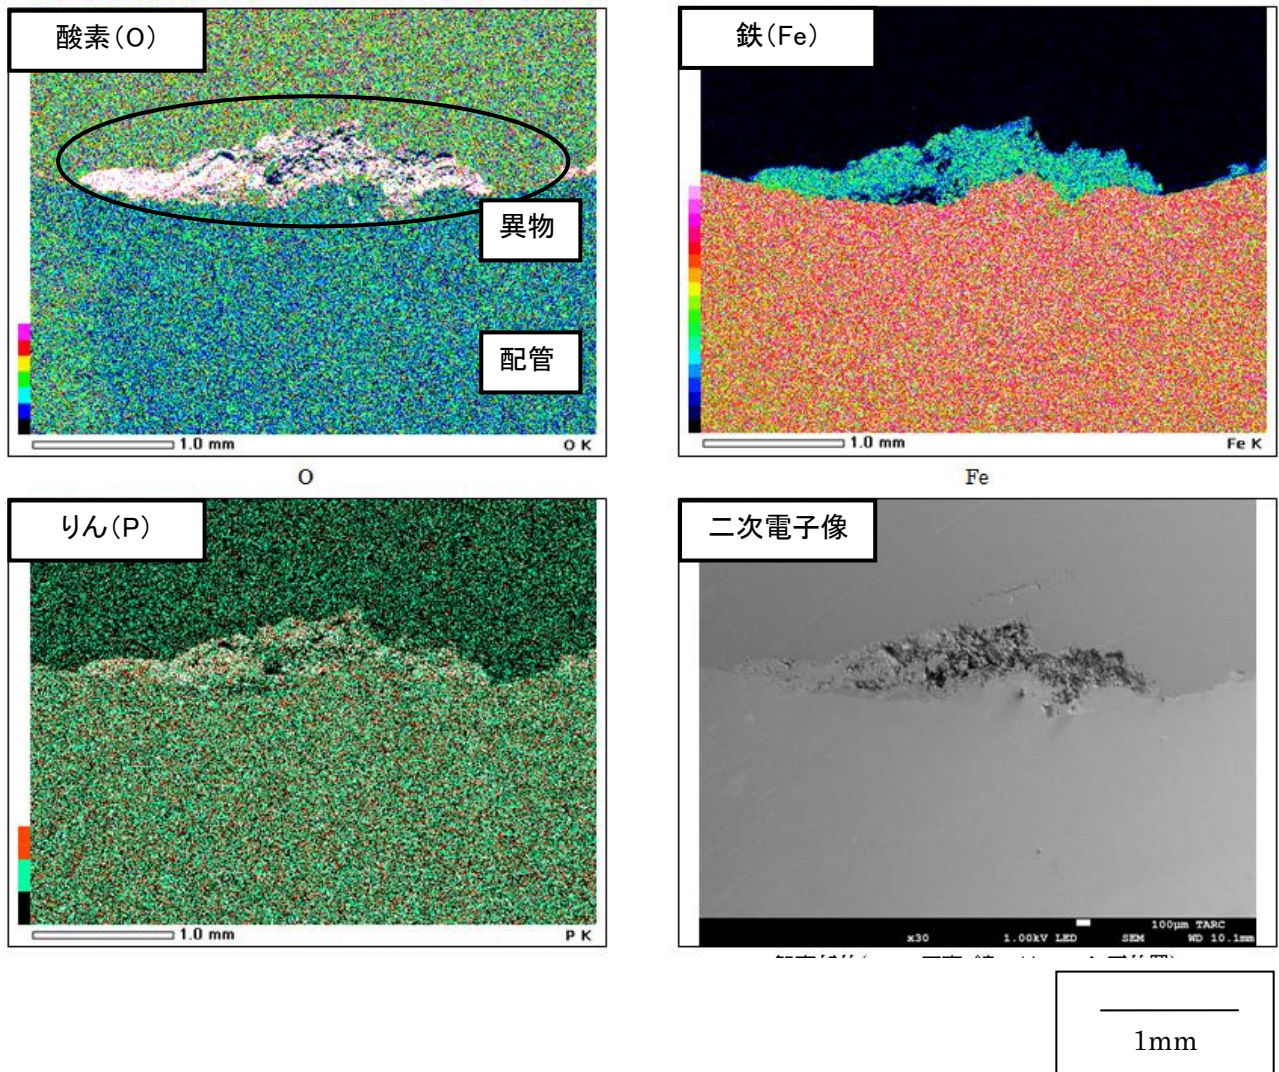 酸素(O)
鉄(Fe)
異物
配管
1.0 mm
O K
1.0 mm
Fe K
O
Fe
りん(P)
二次電子像
1.0 mm
P K
100μm TARC
x30 1.00kV LED SEM WD 10.1mm
1mm